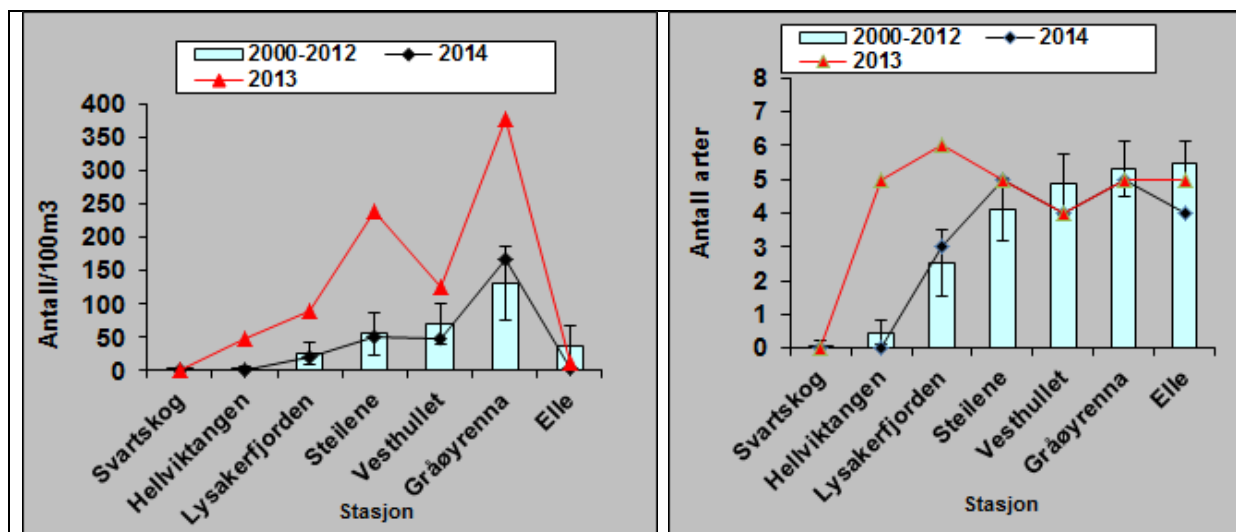 2000-2012 2014
2013
Antall/100m3
400
350
300
250
200
150
100
50
0
Svartskog
Hellviktangen
Lysakerfjorden
Steilene
Vesthullet
Gråøyrenna
Elle
Stasjon
2000-2012 2014
2013
Antall arter
8
7
6
5
4
3
2
1
0
Svartskog
Hellviktangen
Lysakerfjorden
Steilene
Vesthullet
Gråøyrenna
Elle
Stasjon